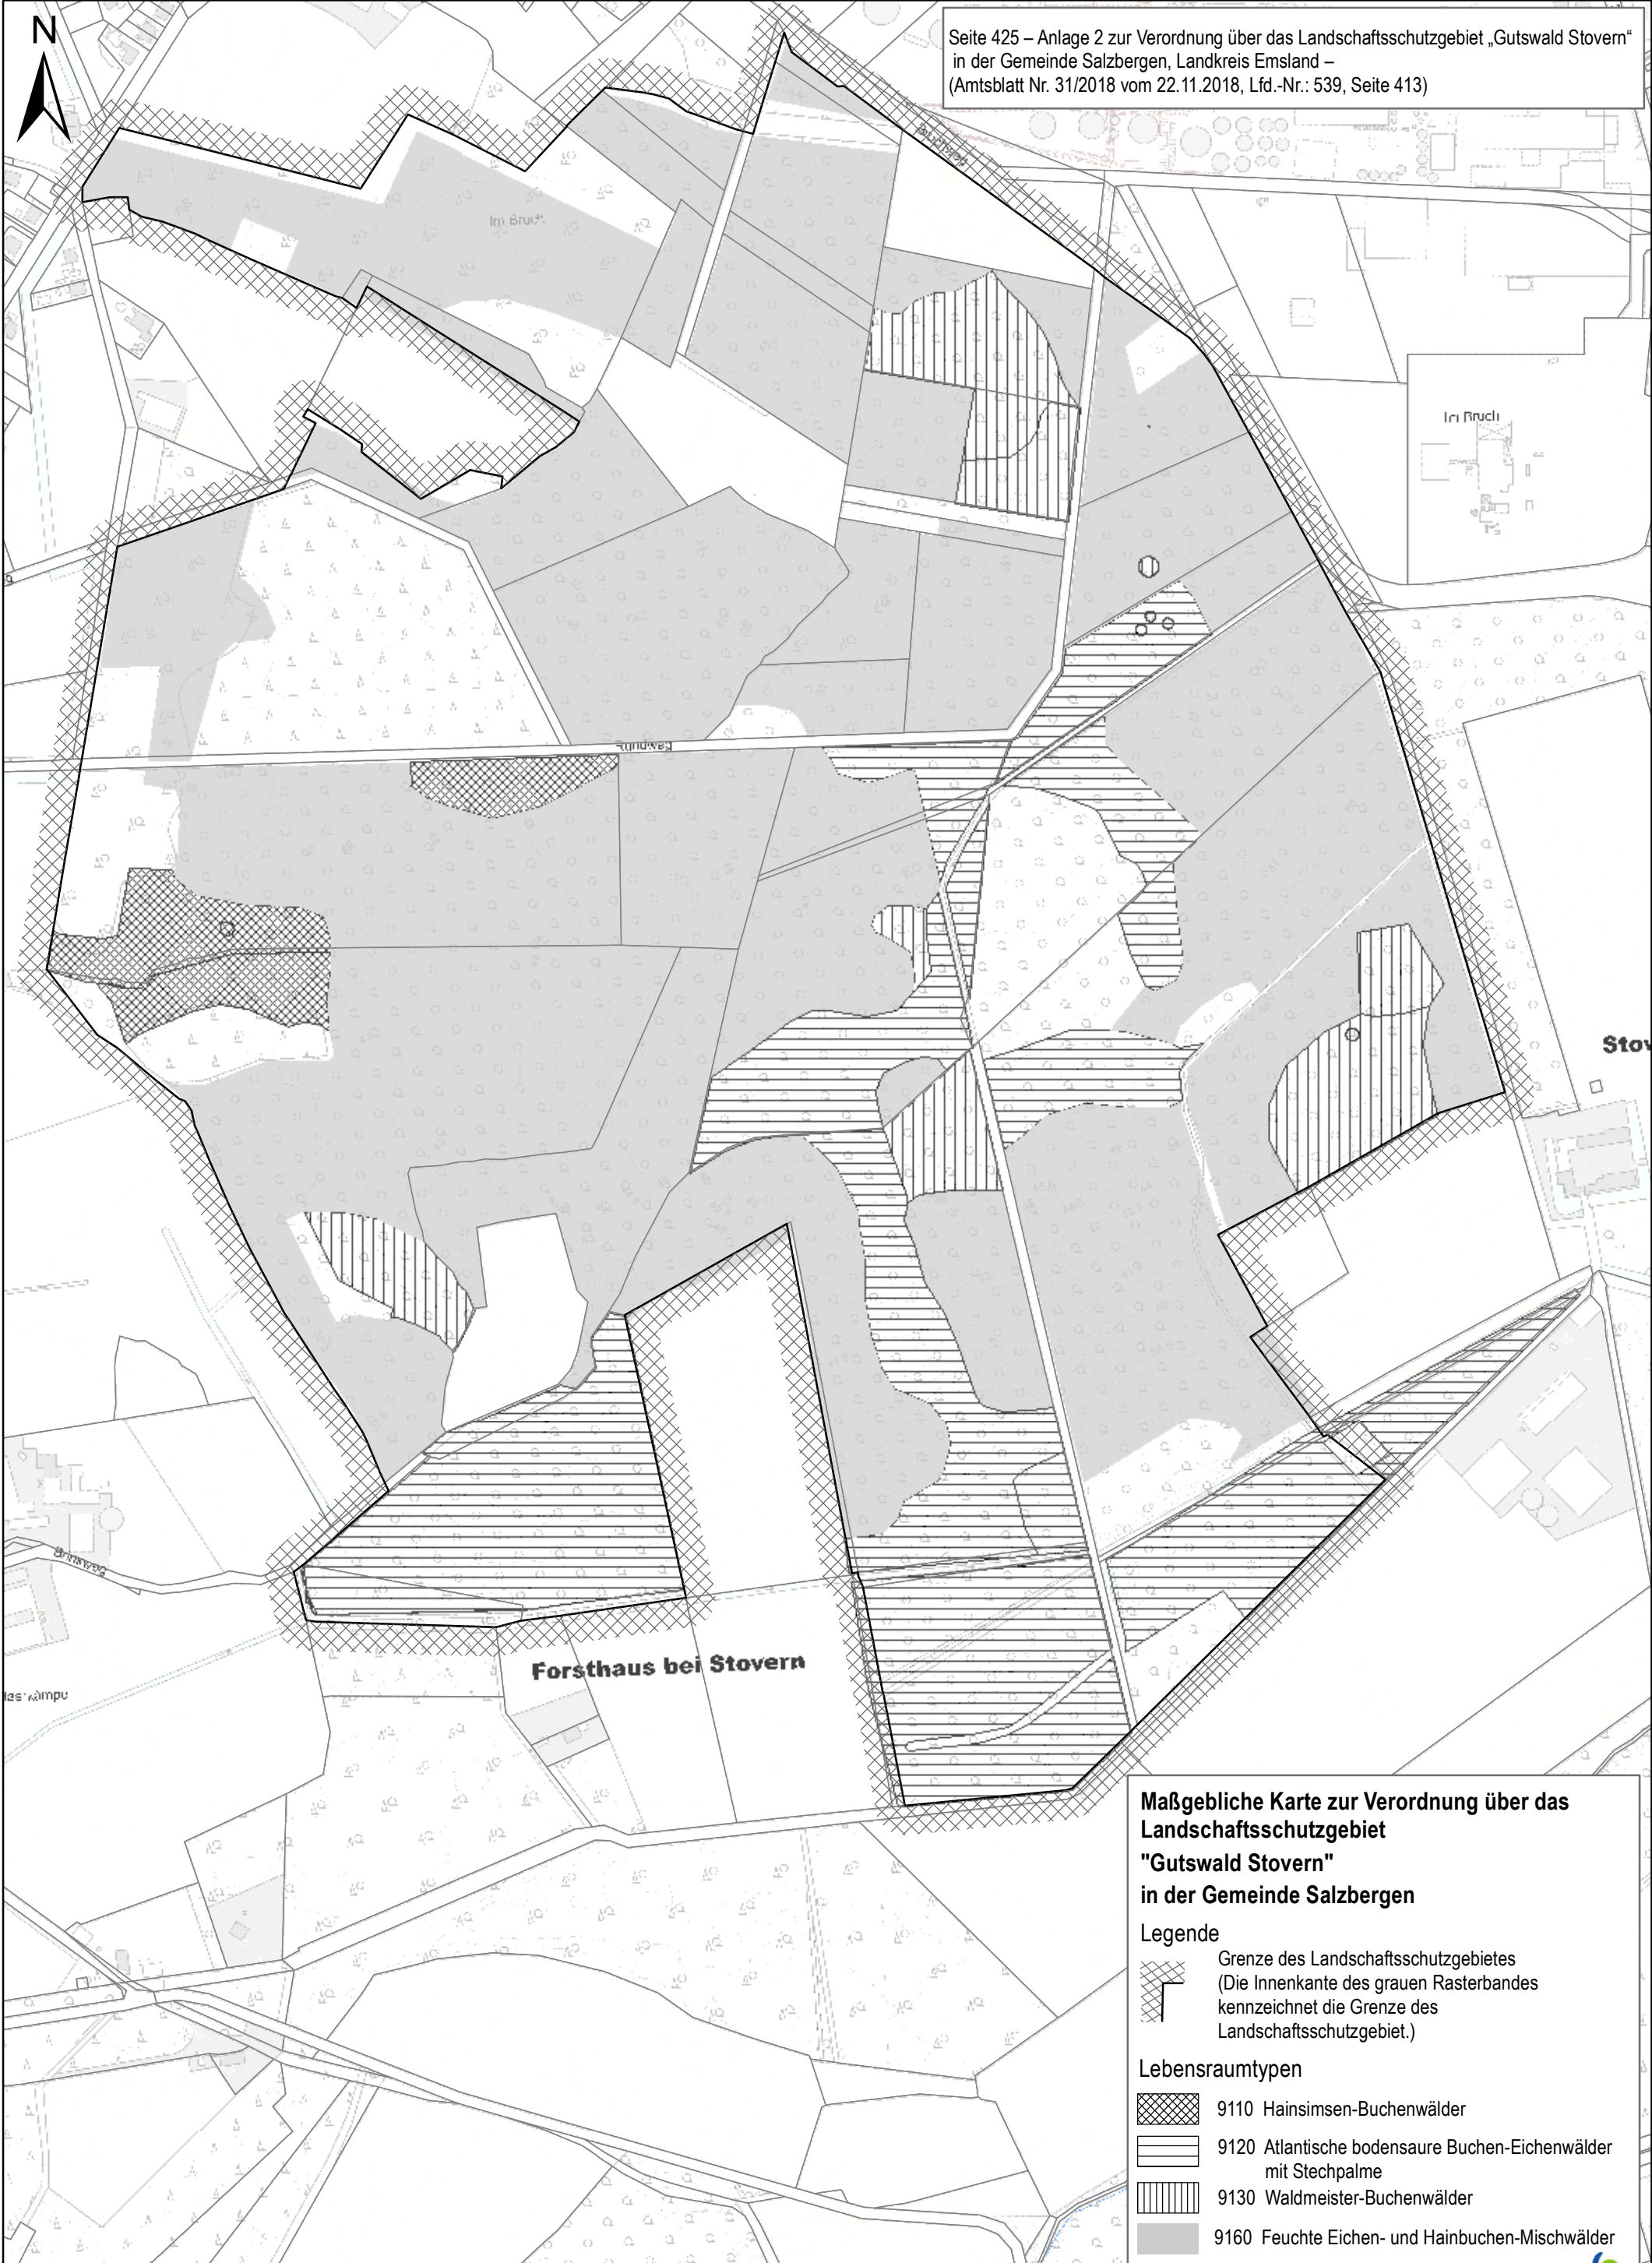 N
Seite 425 – Anlage 2 zur Verordnung über das Landschaftsschutzgebiet „Gutswald Stovern“
in der Gemeinde Salzbergen, Landkreis Emsland –
(Amtsblatt Nr. 31/2018 vom 22.11.2018, Lfd.-Nr.: 539, Seite 413)
Im Bruch
Im Bruch
Rundweg
Stov
Brinkweg
Forsthaus bei Stovern
Maßgebliche Karte zur Verordnung über das
Landschaftsschutzgebiet
"Gutswald Stovern"
in der Gemeinde Salzbergen
Legende
Grenze des Landschaftsschutzgebietes
(Die Innenkante des grauen Rasterbandes
kennzeichnet die Grenze des
Landschaftsschutzgebiet.)
Lebensraumtypen
9110 Hainsimsen-Buchenwälder
9120 Atlantische bodensaure Buchen-Eichenwälder
mit Stechpalme
9130 Waldmeister-Buchenwälder
9160 Feuchte Eichen- und Hainbuchen-Mischwälder